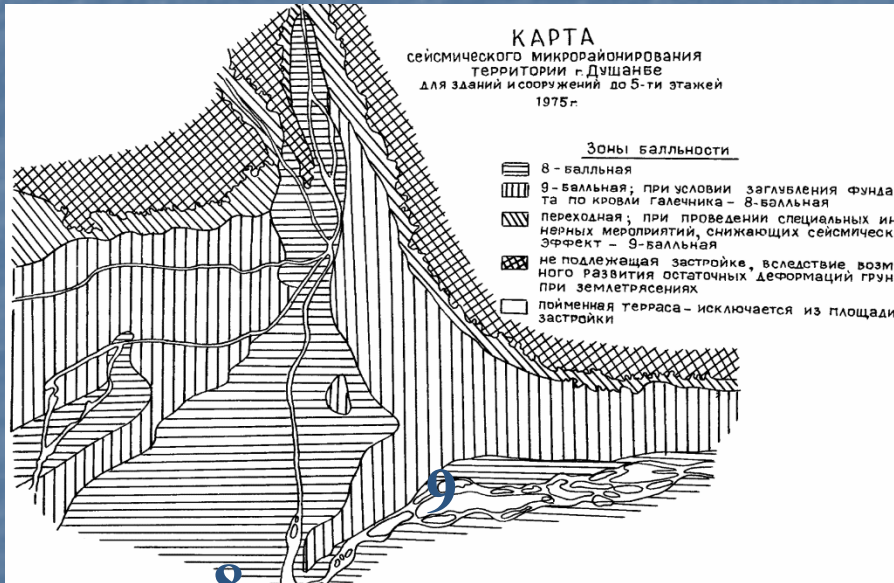 КАРТА
сейсмического микрорайонирования
территории г. Душанбе
для зданий и сооружений до 5-ти этажей
1975г.
Зоны балльности
8-балльная
9-балльная; при условии заглубления фунда
та по кровли галечника - 8-балльная
переходная; при проведении специальных ин
нерных мероприятий, снижающих сейсмическ
эффект - 9-балльная
не подлежащая застройке, вследствие возм
ного развития остаточных деформаций грун
при землетрясениях
пойменная терраса - исключается из площади
застройки
9
8